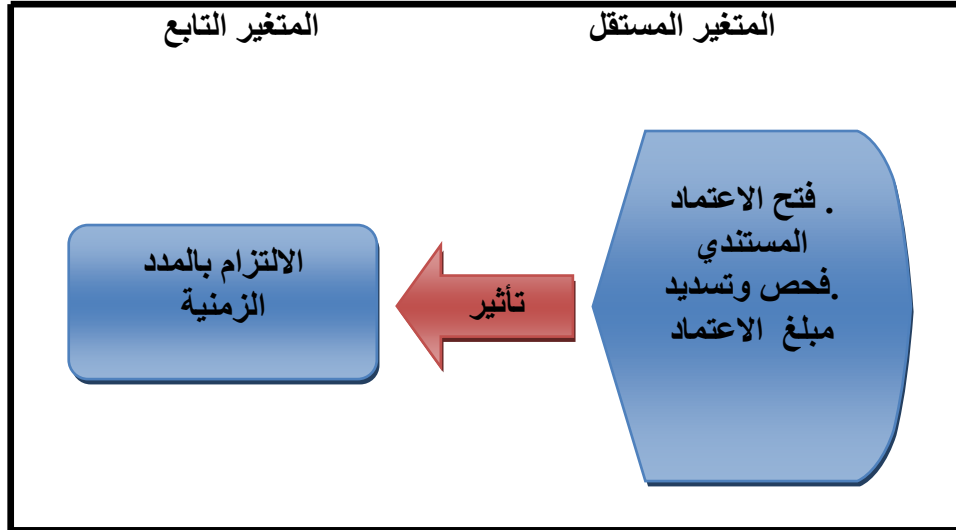 المتغير المستقل
المتغير التابع
. فتح الاعتماد
المستندي
.فحص وتسديد
مبلغ الاعتماد
تأثير
الالتزام بالمدد
الزمنية